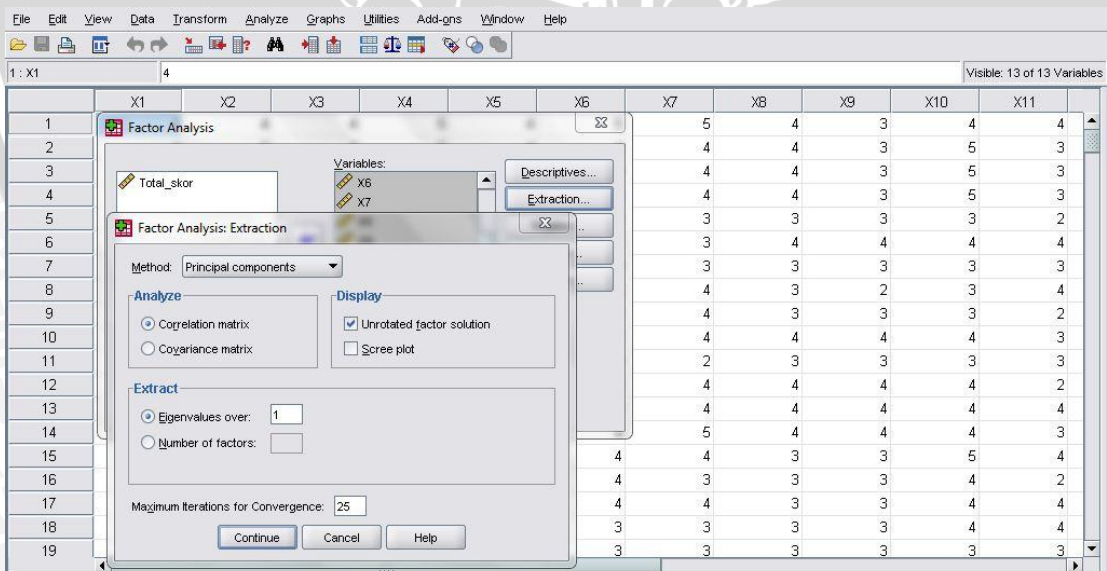 File Edit View Data Transform Analyze Graphs Utilities Add-ons Window Help
1 : X1 4 Visible: 13 of 13 Variables
X1 X2 X3 X4 X5 X6 X7 X8 X9 X10 X11
1 5 4 3 4 4
2 4 4 3 5 3
3 4 4 3 5 3
4 4 4 3 5 3
5 3 3 3 3 2
6 3 4 4 4 4
7 3 3 3 3 3
8 4 3 2 3 4
9 4 3 3 3 2
10 4 4 4 4 3
11 2 3 3 3 3
12 4 4 4 4 2
13 4 4 4 4 4
14 5 4 4 4 3
15 4 4 3 3 5 4
16 4 3 3 3 4 2
17 4 4 3 3 4 4
18 3 3 3 3 4 4
19 3 3 3 3 3 3
Factor Analysis
Total_skor
Variables:
X6
X7
Descriptives...
Extraction...
Factor Analysis: Extraction
Method: Principal components
Analyze
Correlation matrix
Covariance matrix
Display
Unrotated factor solution
Scree plot
Extract
Eigenvalues over: 1
Number of factors:
Maximum Iterations for Convergence: 25
Continue Cancel Help